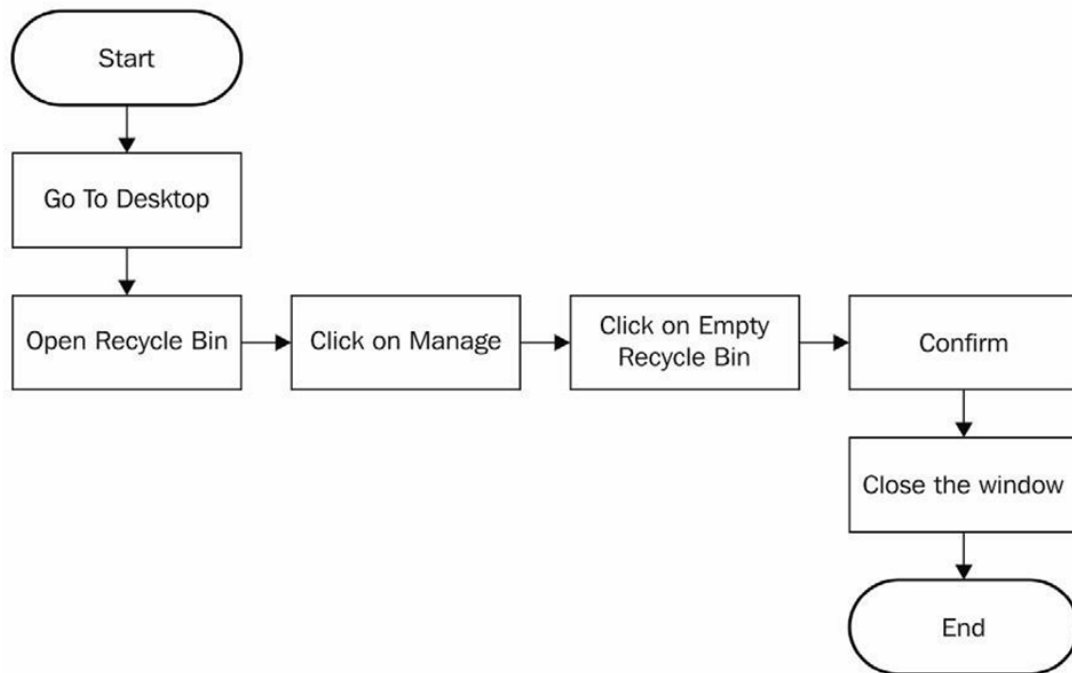 Start
Go To Desktop
Open Recycle Bin
Click on Manage
Click on Empty
Recycle Bin
Confirm
Close the window
End